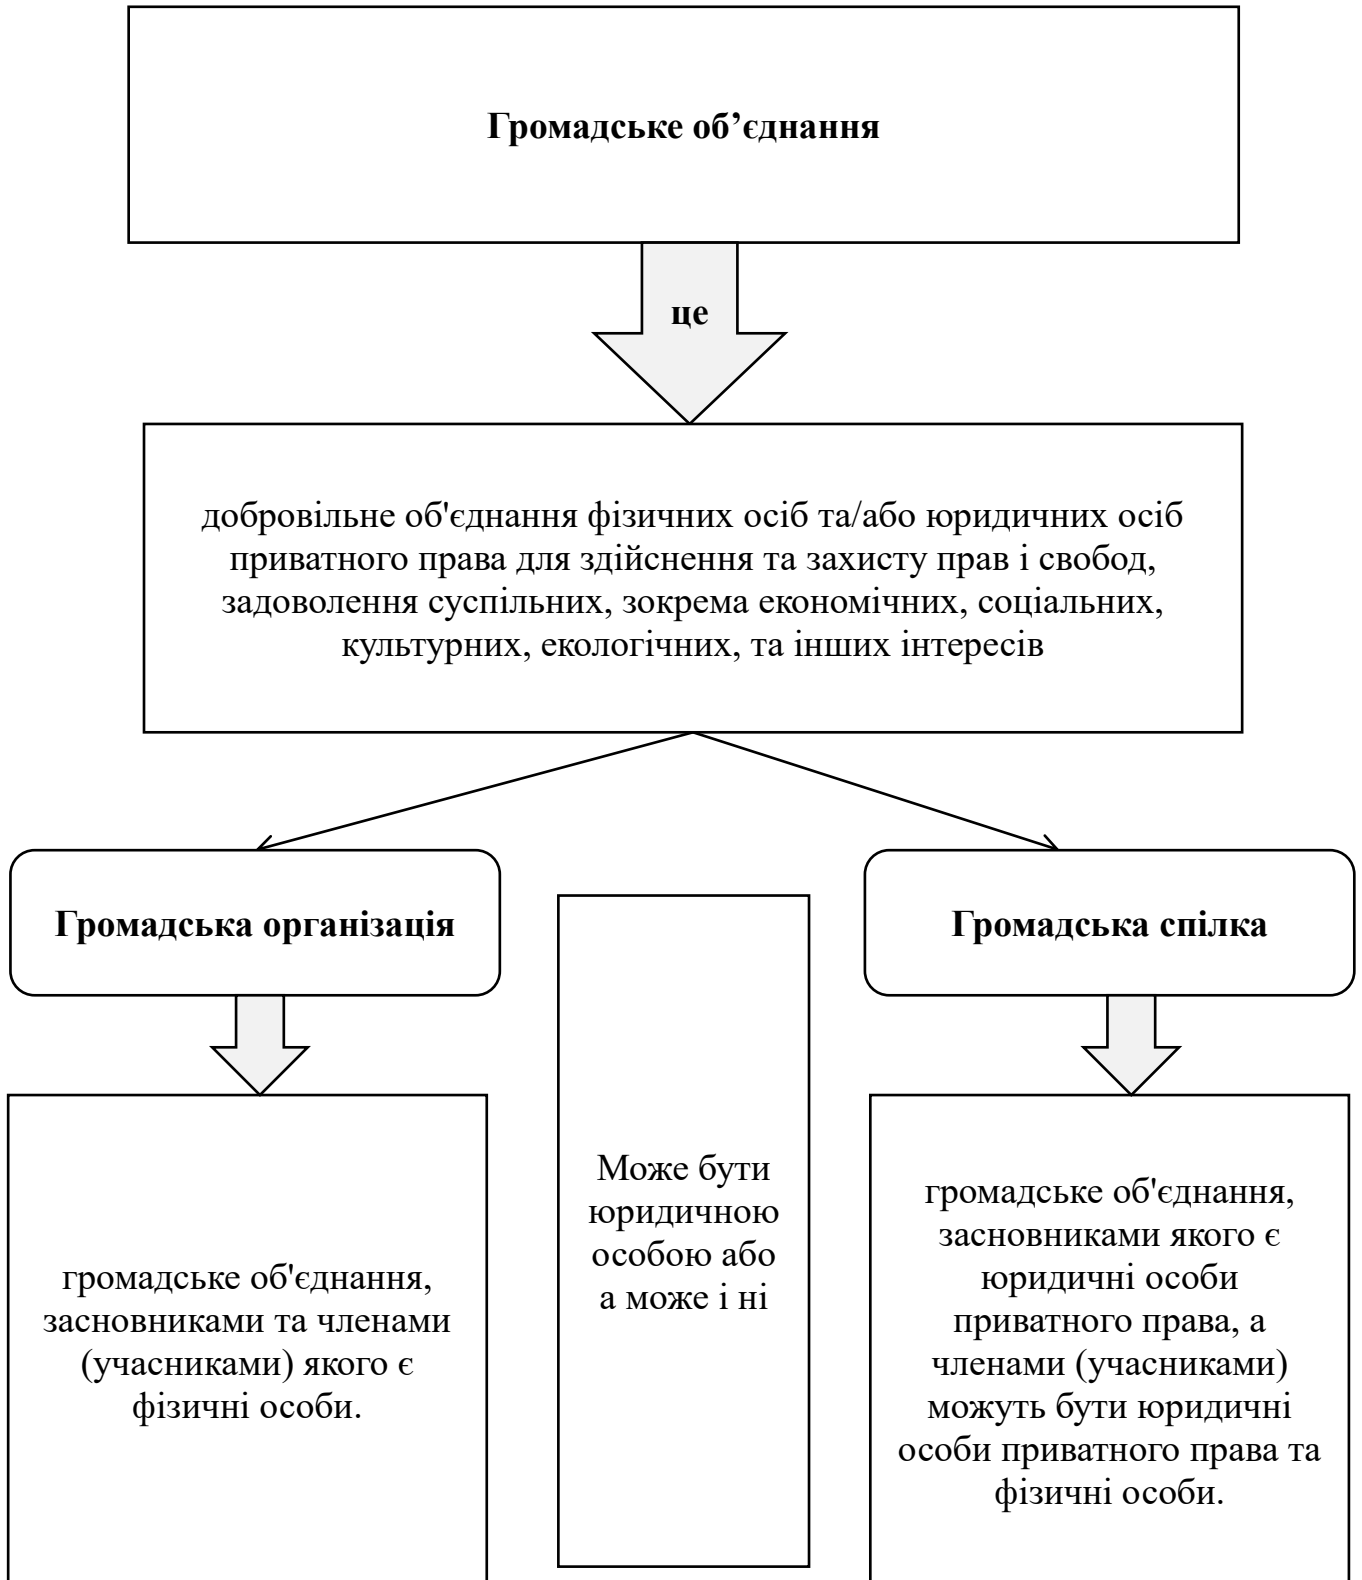 Громадське об’єднання
це
добровільне об'єднання фізичних осіб та/або юридичних осіб
приватного права для здійснення та захисту прав і свобод,
задоволення суспільних, зокрема економічних, соціальних,
культурних, екологічних, та інших інтересів
Громадська організація
Громадська спілка
громадське об'єднання,
засновниками та членами
(учасниками) якого є
фізичні особи.
Може бути
юридичною
особою або
а може і ні
громадське об'єднання,
засновниками якого є
юридичні особи
приватного права, а
членами (учасниками)
можуть бути юридичні
особи приватного права та
фізичні особи.